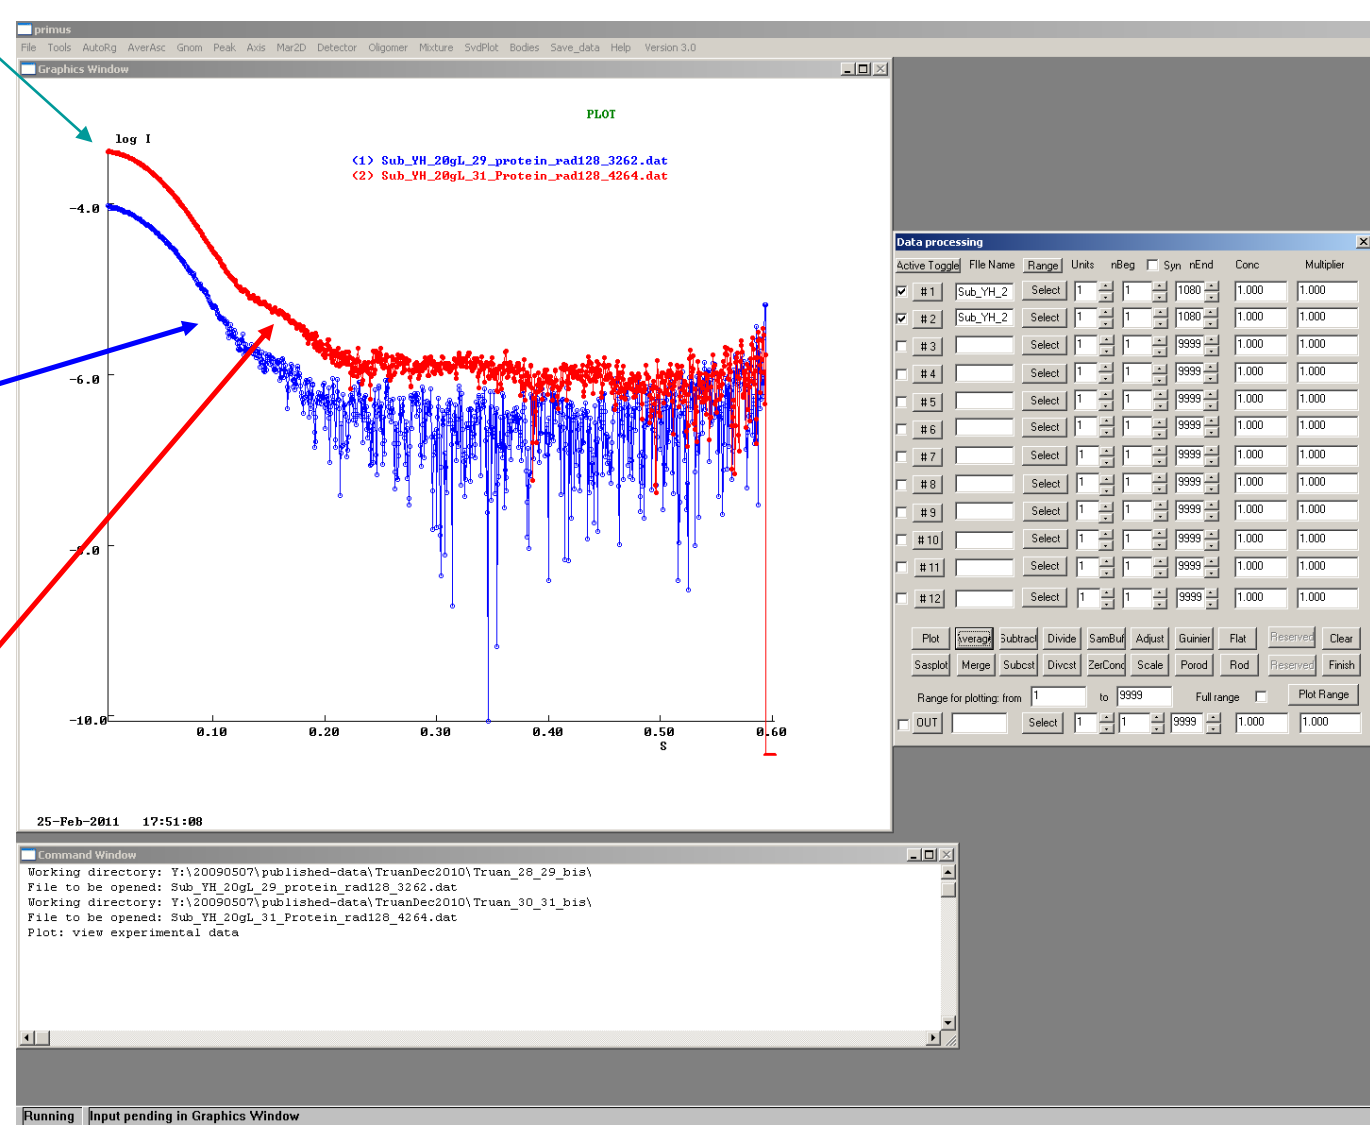 primus
File Tools AutoRg AverAsc Gnom Peak Axis Mar2D Detector Oligomer Mixture SvdPlot Bodies Save_data Help Version 3.0
Graphics Window
PLOT
log I
(1) Sub_YH_20gL_29_protein_rad128_3262.dat
(2) Sub_YH_20gL_31_Protein_rad128_4264.dat
-4.0
-6.0
-8.0
-10.0
0.10 0.20 0.30 0.40 0.50 0.60
S
25-Feb-2011 17:51:08
Data processing
Active Toggle FIle Name Range Units nBeg Syn nEnd Conc Multiplier
#1 Sub_YH_2 Select 1 1 1080 1.000 1.000
#2 Sub_YH_2 Select 1 1 1080 1.000 1.000
#3 Select 1 1 9999 1.000 1.000
#4 Select 1 1 9999 1.000 1.000
#5 Select 1 1 9999 1.000 1.000
#6 Select 1 1 9999 1.000 1.000
#7 Select 1 1 9999 1.000 1.000
#8 Select 1 1 9999 1.000 1.000
#9 Select 1 1 9999 1.000 1.000
#10 Select 1 1 9999 1.000 1.000
#11 Select 1 1 9999 1.000 1.000
#12 Select 1 1 9999 1.000 1.000
Plot Average Subtract Divide SamBuf Adjust Guinier Flat Reserved Clear
Sasplot Merge Subcst Divcst ZerConc Scale Porod Rod Reserved Finish
Range for plotting: from 1 to 9999 Full range Plot Range
OUT Select 1 1 9999 1.000 1.000
Command Window
Working directory: Y:\20090507\published-data\TruanDec2010\Truan_28_29_bis\
File to be opened: Sub_YH_20gL_29_protein_rad128_3262.dat
Working directory: Y:\20090507\published-data\TruanDec2010\Truan_30_31_bis\
File to be opened: Sub_YH_20gL_31_Protein_rad128_4264.dat
Plot: view experimental data
Running Input pending in Graphics Window